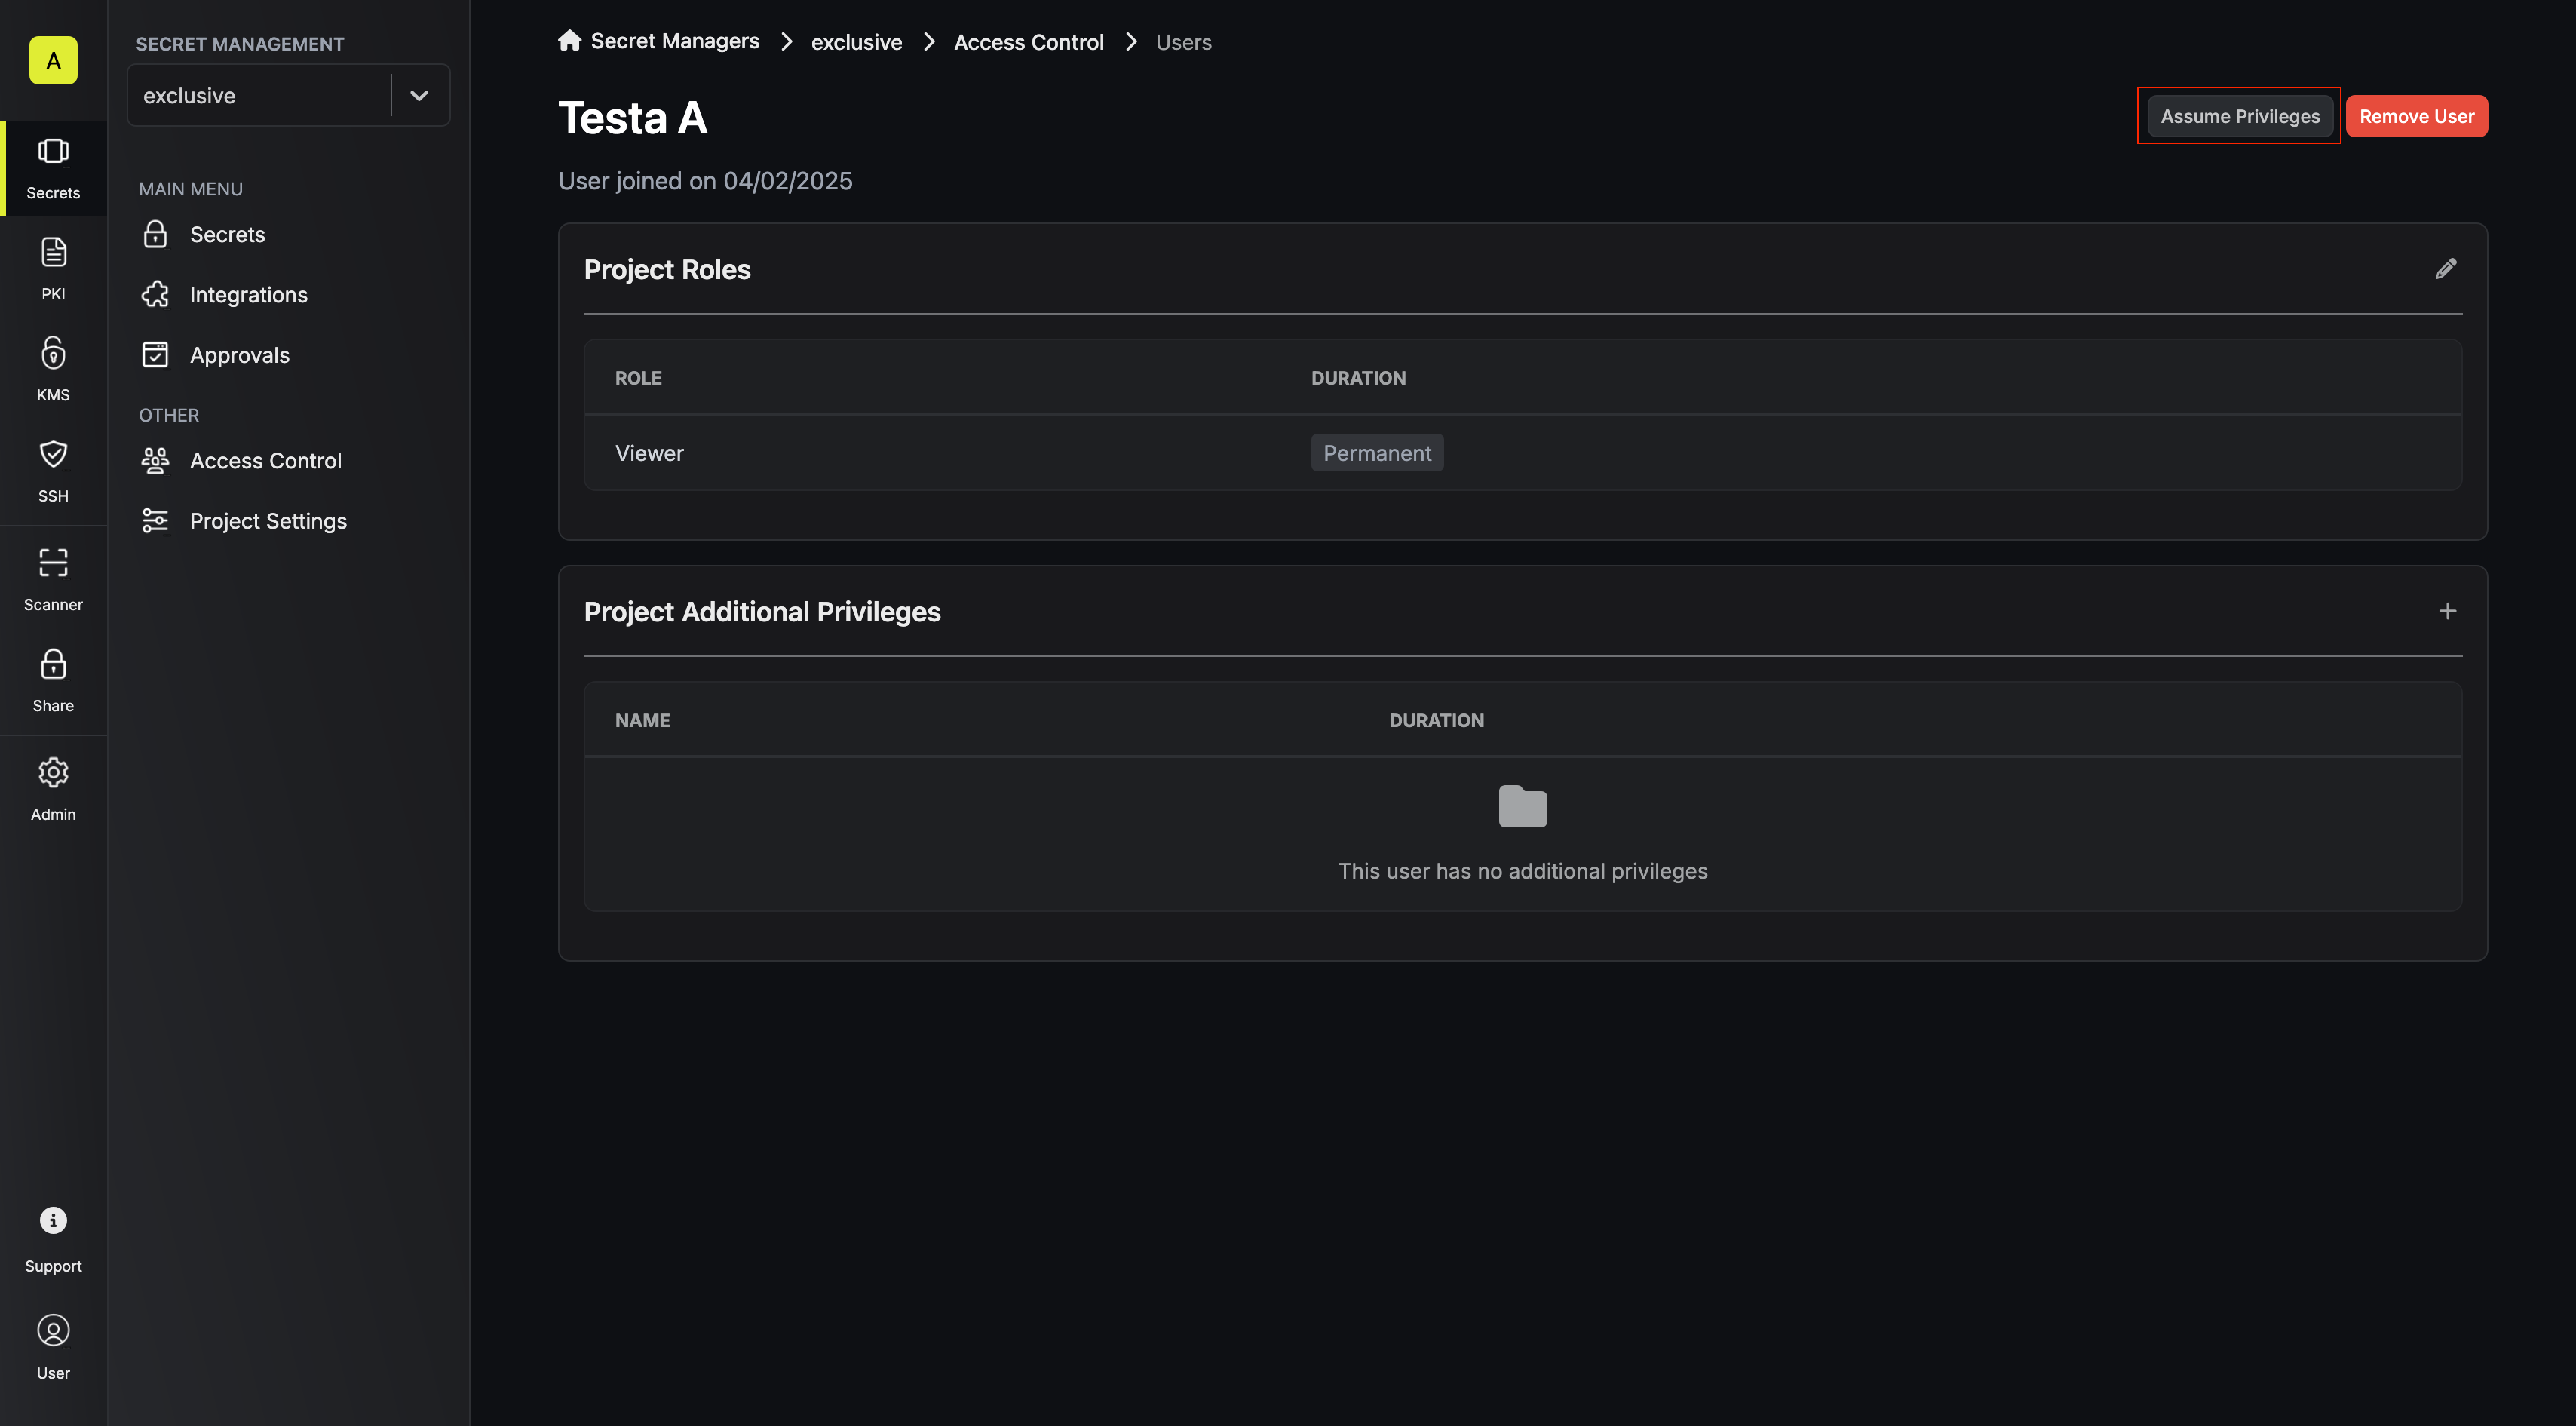 A
Secrets
PKI
KMS
SSH
Scanner
Share
Admin
Support
User
SECRET MANAGEMENT
exclusive
MAIN MENU
Secrets
Integrations
Approvals
OTHER
Access Control
Project Settings
Secret Managers > exclusive > Access Control > Users
Testa A
Assume Privileges
Remove User
User joined on 04/02/2025
Project Roles
ROLE DURATION
Viewer Permanent
Project Additional Privileges
NAME DURATION
This user has no additional privileges